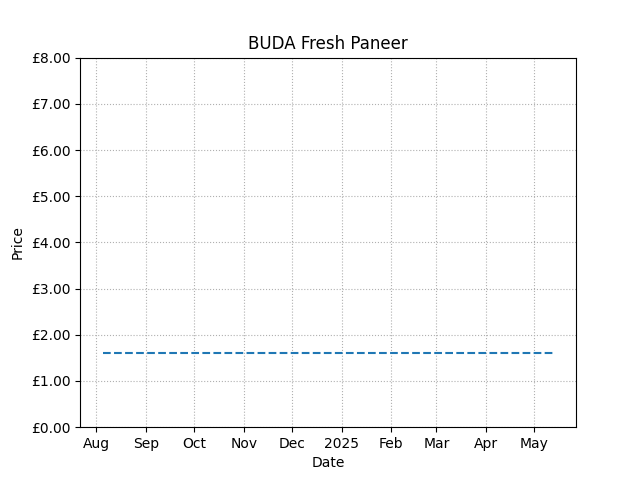 BUDA Fresh Paneer
£8.00
£7.00
£6.00
£5.00
£4.00
£3.00
£2.00
£1.00
£0.00
Price
Aug Sep Oct Nov Dec 2025 Feb Mar Apr May
Date